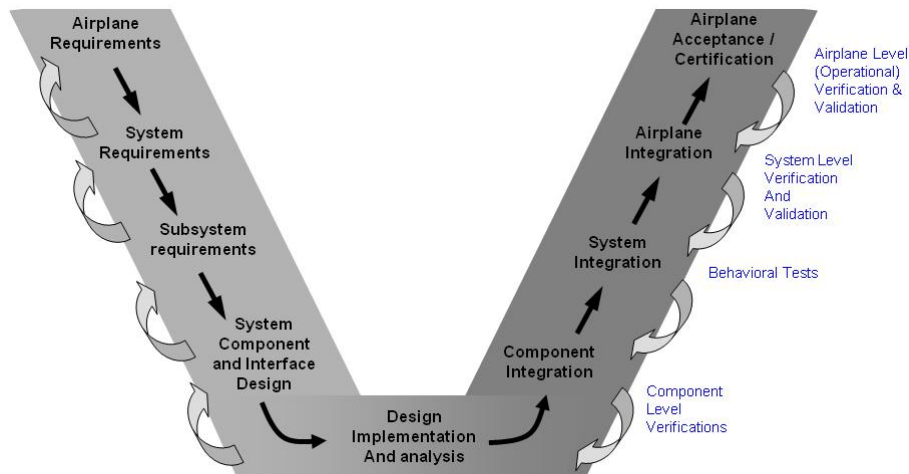 Airplane
Requirements
System
Requirements
Subsystem
requirements
System
Component
and Interface
Design
Design
Implementation
And analysis
Component
Integration
System
Integration
Airplane
Integration
Airplane
Acceptance /
Certification
Airplane Level
(Operational)
Verification &
Validation
System Level
Verification
And
Validation
Behavioral Tests
Component
Level
Verifications